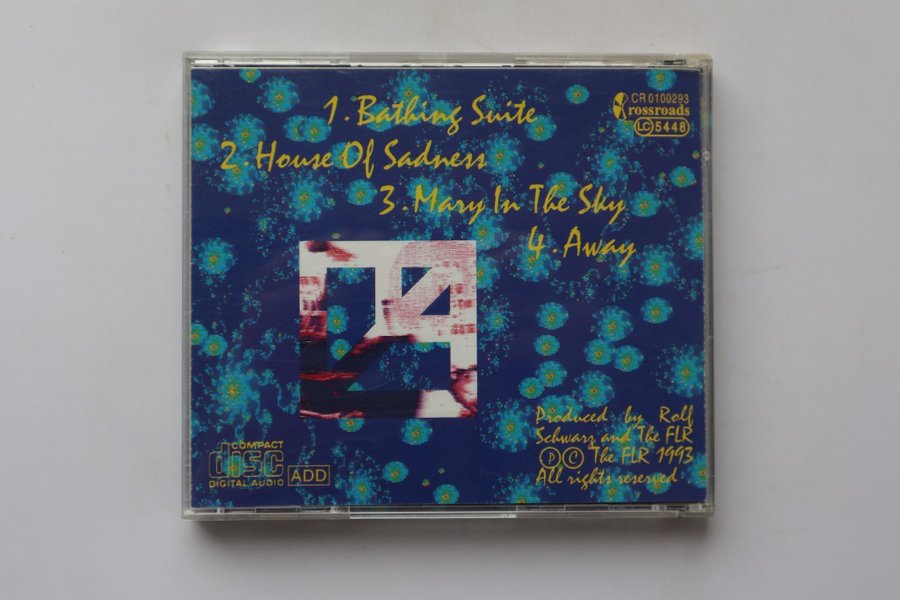 1. Bathing Suite
2. House Of Sadness
3. Mary In The Sky
4. Away
CR 0100293
Crossroads
LC 5448
Produced by Rolf
Schwarz and The FLR
Ⓟ Ⓒ The FLR 1993
All rights reserved
COMPACT
disc
DIGITAL AUDIO
ADD